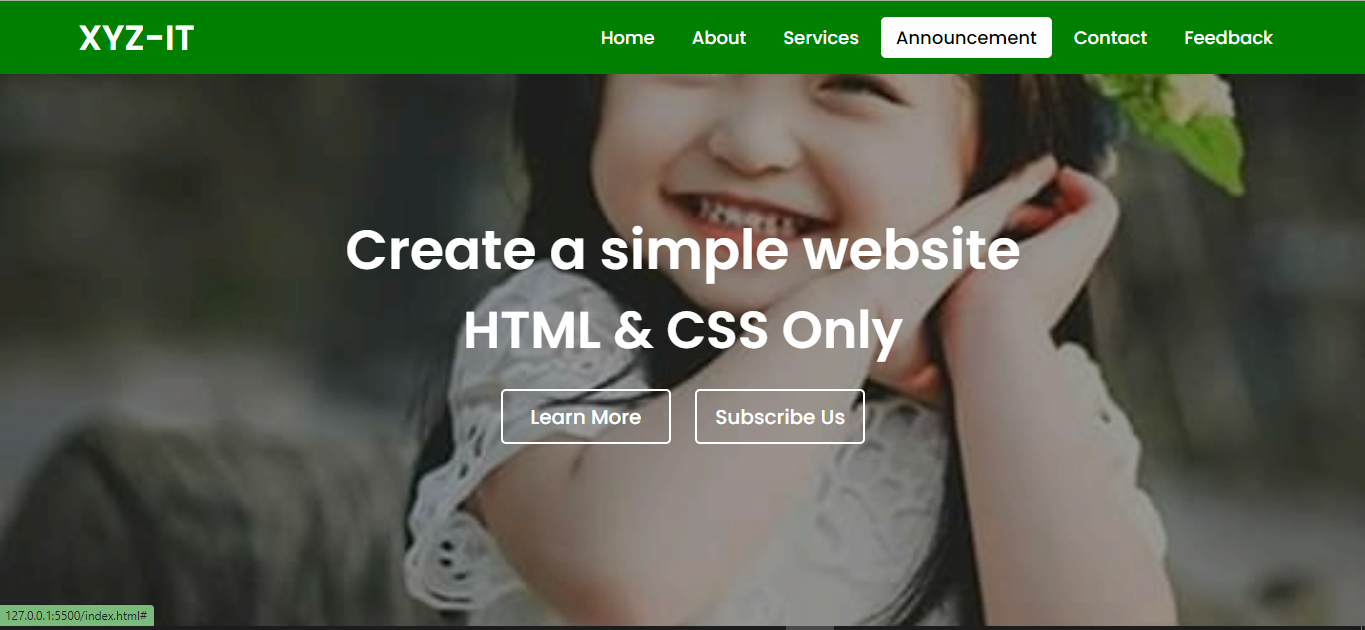 XYZ-IT
Home About Services Announcement Contact Feedback
Create a simple website
HTML & CSS Only
Learn More Subscribe Us
127.0.0.1:5500/index.html#